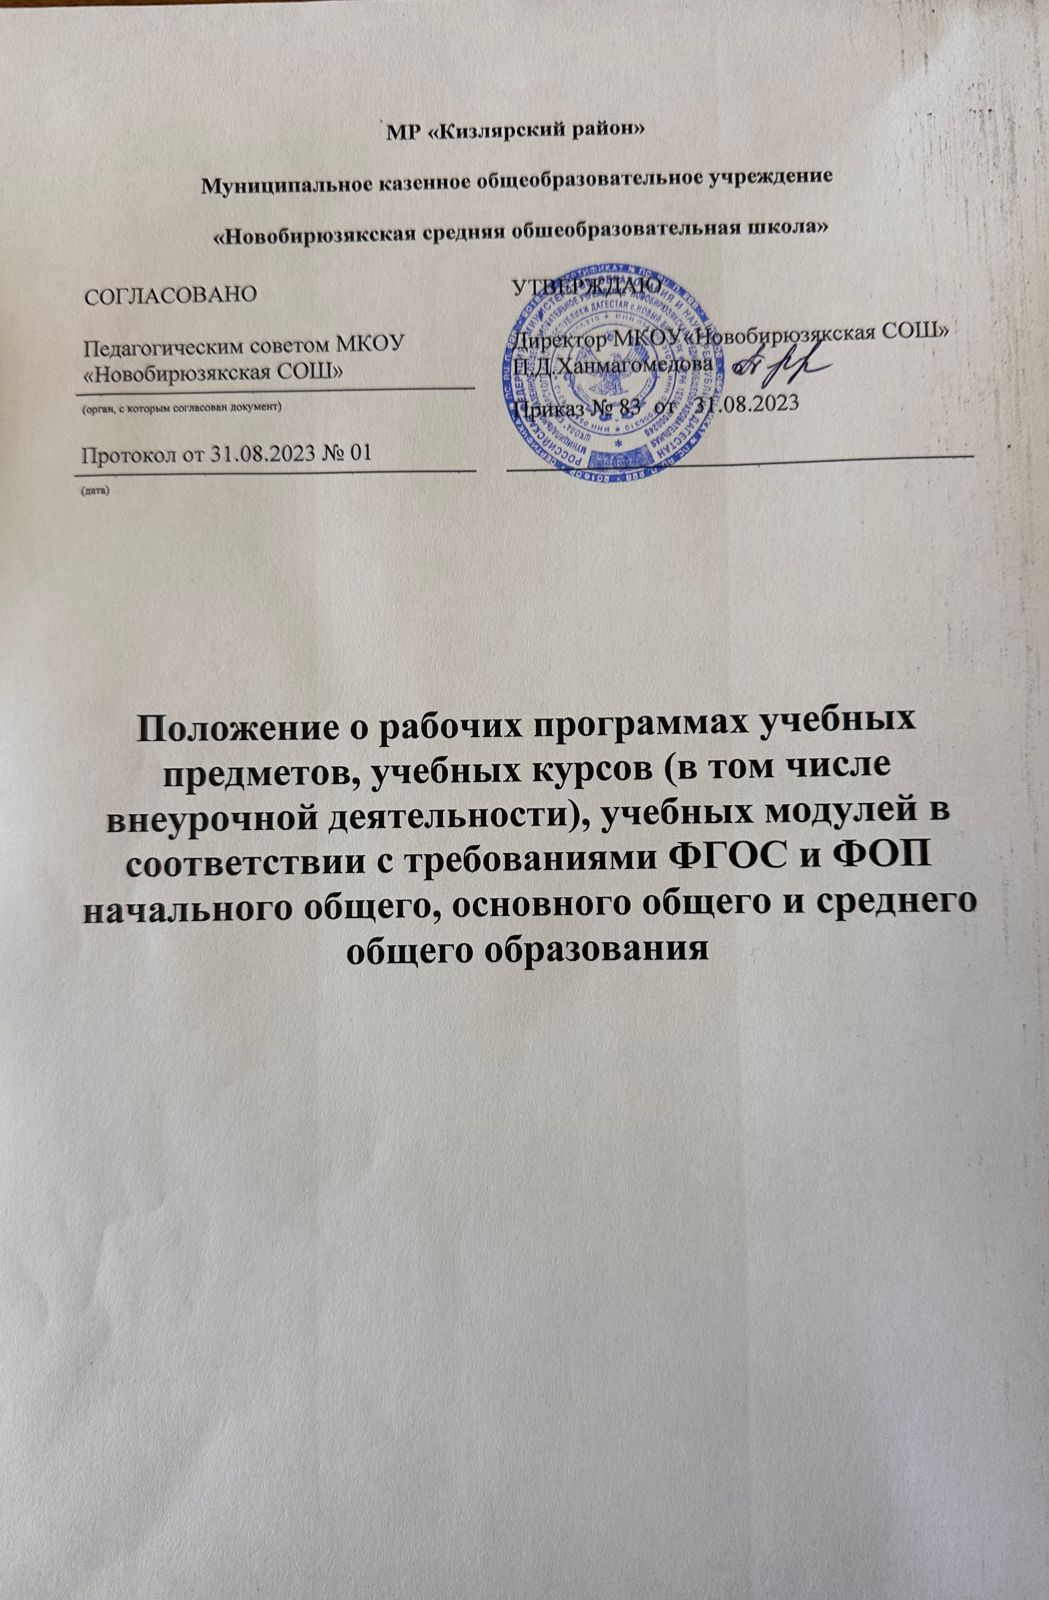 МР «Кизлярский район»
Муниципальное казенное общеобразовательное учреждение
«Новобирюзякская средняя обшеобразовательная школа»
СОГЛАСОВАНО
Педагогическим советом МКОУ
«Новобирюзякская СОШ»
(орган, с которым согласован документ)
Протокол от 31.08.2023 № 01
(дата)
УТВЕРЖДАЮ
Директор МКОУ«Новобирюзякская СОШ»
П.Д.Ханмагомедова
Приказ № 83 от 31.08.2023
Положение о рабочих программах учебных
предметов, учебных курсов (в том числе
внеурочной деятельности), учебных модулей в
соответствии с требованиями ФГОС и ФОП
начального общего, основного общего и среднего
общего образования